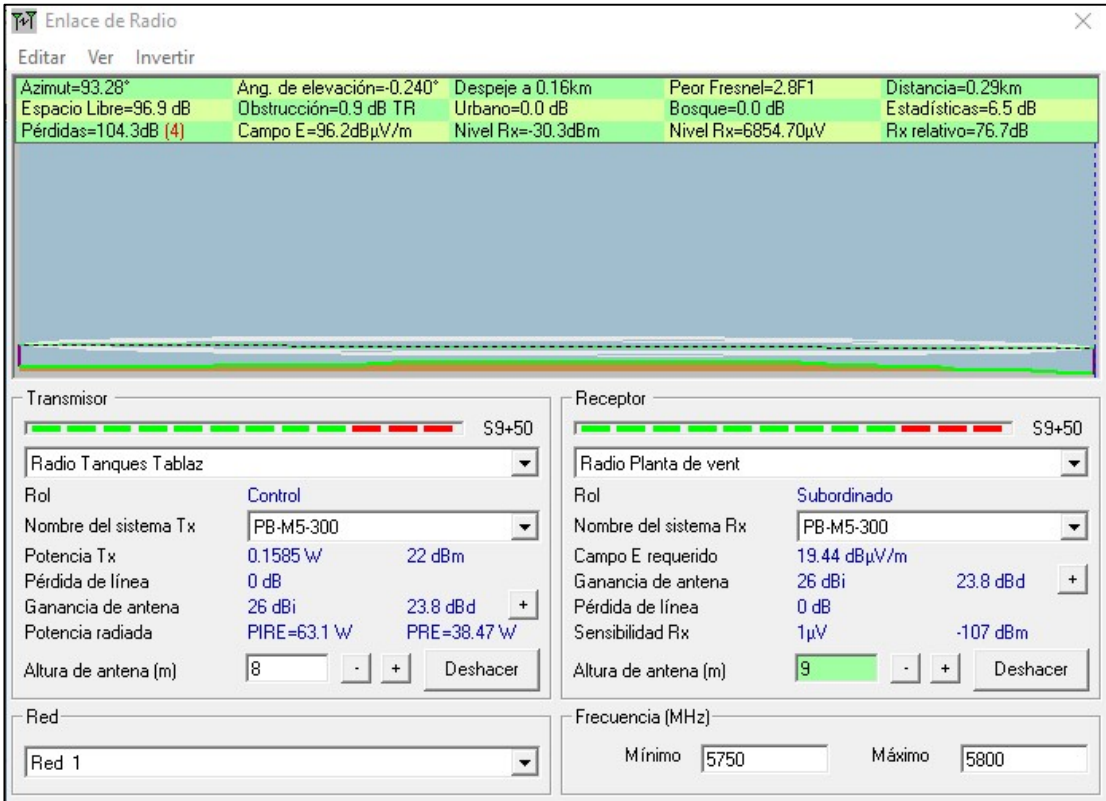 Enlace de Radio
Editar Ver Invertir
Azimut=93.28° Ang. de elevación=-0.240° Despeje a 0.16km Peor Fresnel=2.8F1 Distancia=0.29km
Espacio Libre=96.9 dB Obstrucción=0.9 dB TR Urbano=0.0 dB Bosque=0.0 dB Estadísticas=6.5 dB
Pérdidas=104.3dB (4) Campo E=96.2dBµV/m Nivel Rx=-30.3dBm Nivel Rx=6854.70µV Rx relativo=76.7dB
Transmisor
S9+50
Radio Tanques Tablaz
Rol Control
Nombre del sistema Tx PB-M5-300
Potencia Tx 0.1585 W 22 dBm
Pérdida de línea 0 dB
Ganancia de antena 26 dBi 23.8 dBd +
Potencia radiada PIRE=63.1 W PRE=38.47 W
Altura de antena (m) 8 - + Deshacer
Receptor
S9+50
Radio Planta de vent
Rol Subordinado
Nombre del sistema Rx PB-M5-300
Campo E requerido 19.44 dBµV/m
Ganancia de antena 26 dBi 23.8 dBd +
Pérdida de línea 0 dB
Sensibilidad Rx 1µV -107 dBm
Altura de antena (m) 9 - + Deshacer
Red
Red 1
Frecuencia (MHz)
Mínimo 5750 Máximo 5800